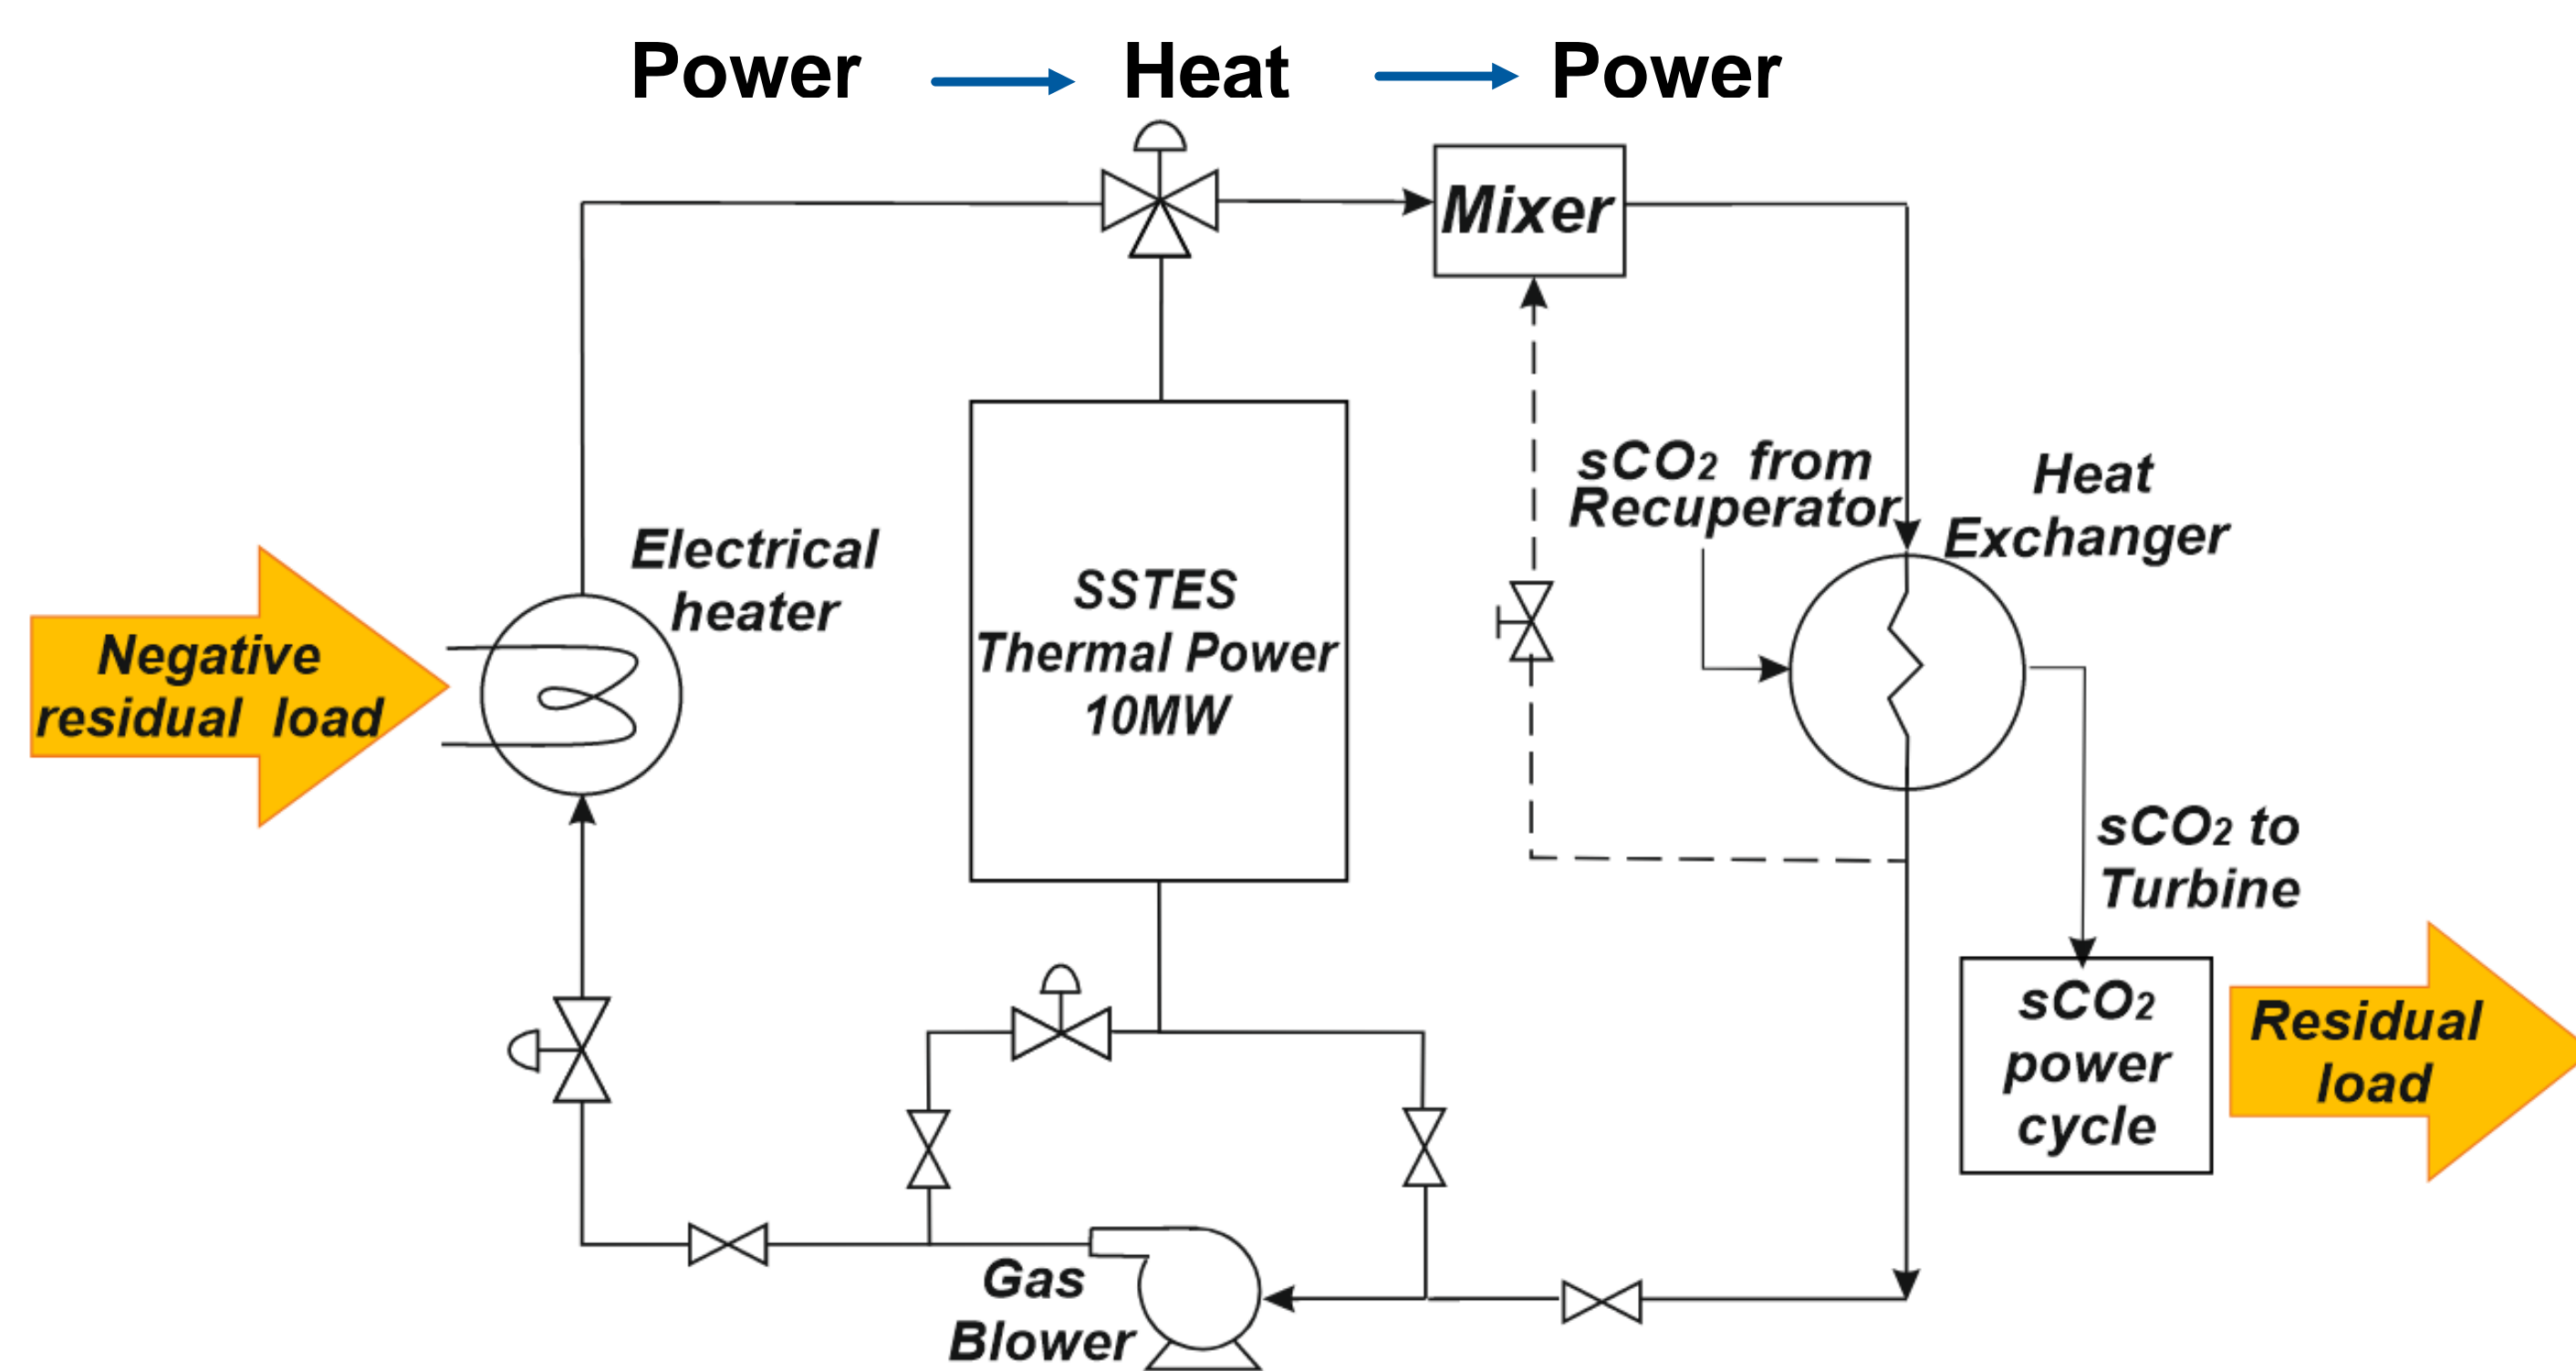 Power Heat Power
Mixer
sCO2 from
Recuperator
Heat
Exchanger
Electrical
heater
SSTES
Thermal Power
10MW
Negative
residual load
sCO2 to
Turbine
sCO2
power
cycle
Residual
load
Gas
Blower